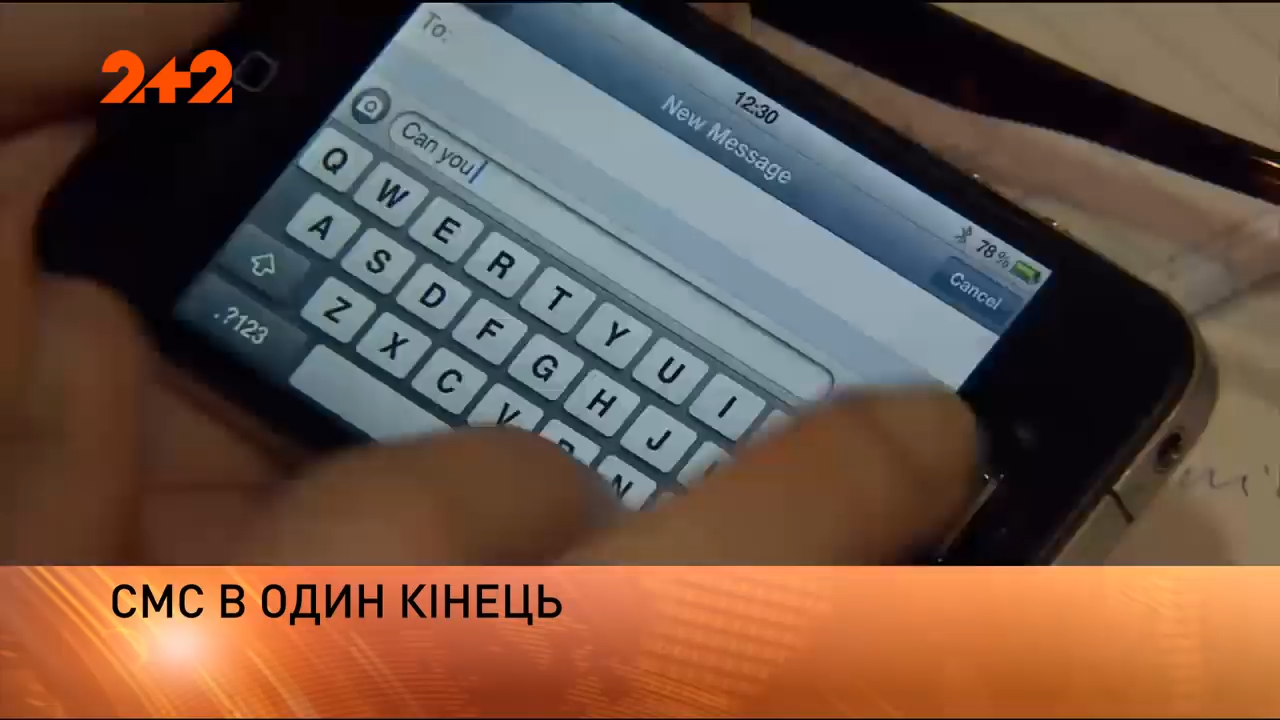 2+2
To:
12:30
New Message
78%
Cancel
Can you
Q W E R T Y U I
A S D F G H J
Z X C V B N
.?123
СМС В ОДИН КІНЕЦЬ